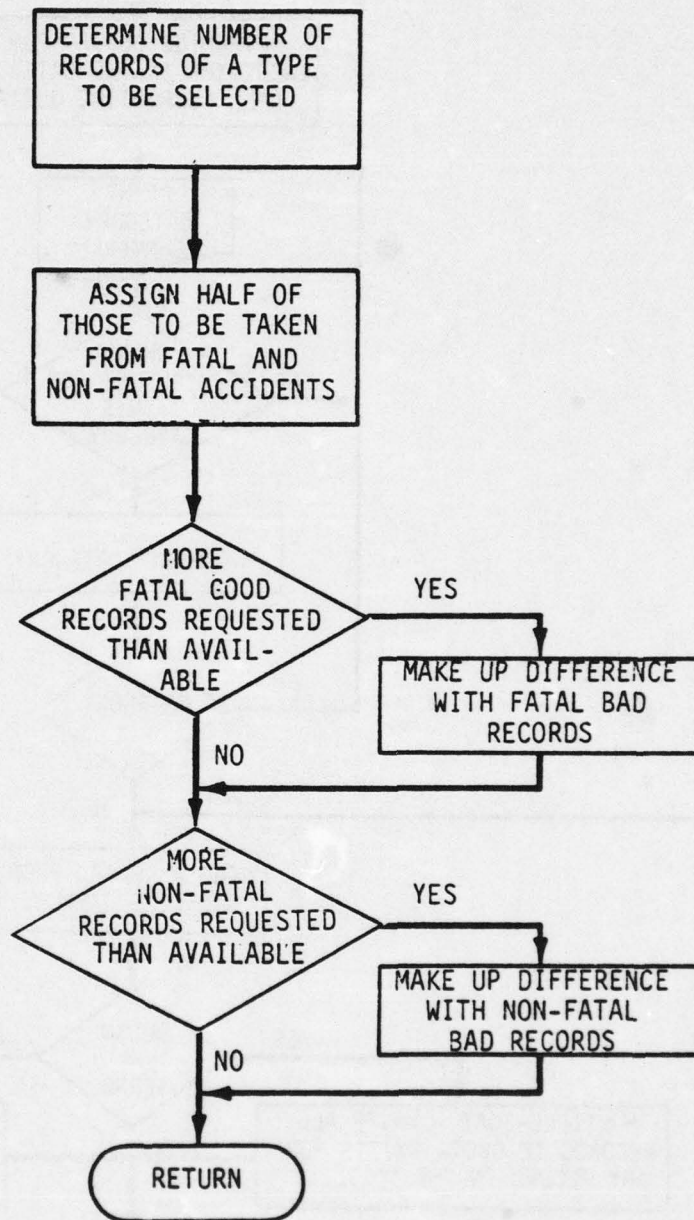 DETERMINE NUMBER OF
RECORDS OF A TYPE
TO BE SELECTED
ASSIGN HALF OF
THOSE TO BE TAKEN
FROM FATAL AND
NON-FATAL ACCIDENTS
MORE
FATAL GOOD
RECORDS REQUESTED
THAN AVAIL-
ABLE
YES
MAKE UP DIFFERENCE
WITH FATAL BAD
RECORDS
NO
MORE
NON-FATAL
RECORDS REQUESTED
THAN AVAILABLE
YES
MAKE UP DIFFERENCE
WITH NON-FATAL
BAD RECORDS
NO
RETURN